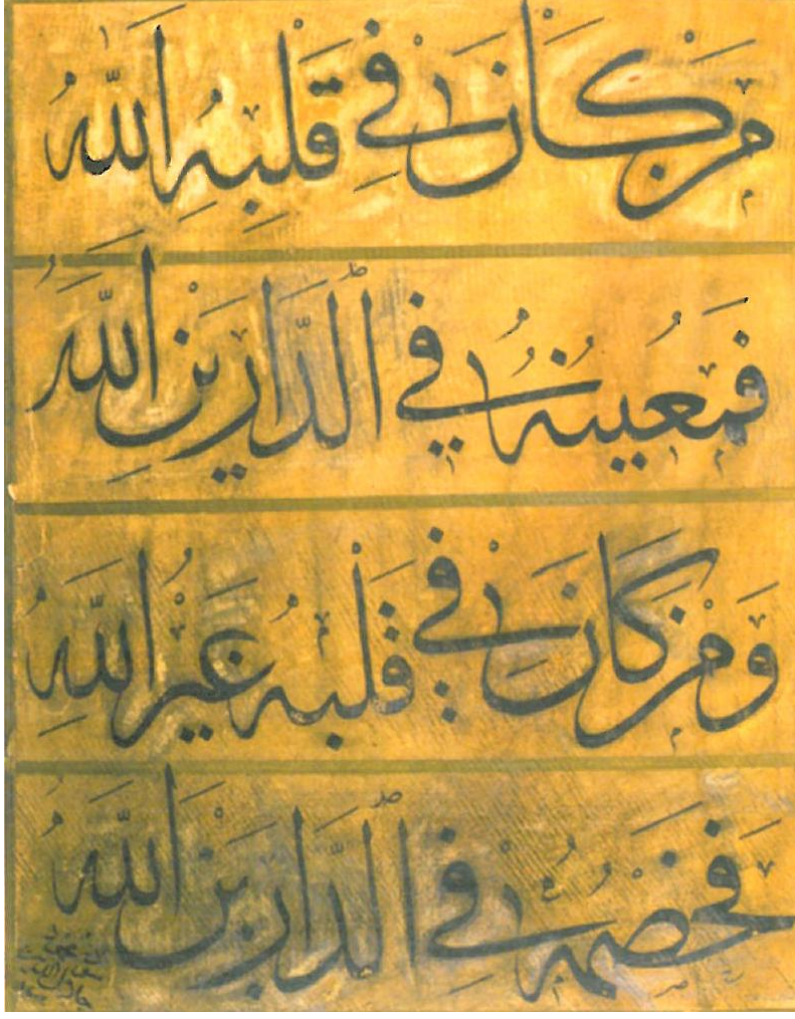 مَنْ كَانَ فِي قَلْبِهِ اللهُ
فَمُعِينُهُ فِي الدَّارَيْنِ اللهُ
وَمَنْ كَانَ فِي قَلْبِهِ غَيْرُ اللهِ
فَخَصْمُهُ فِي الدَّارَيْنِ اللهُ